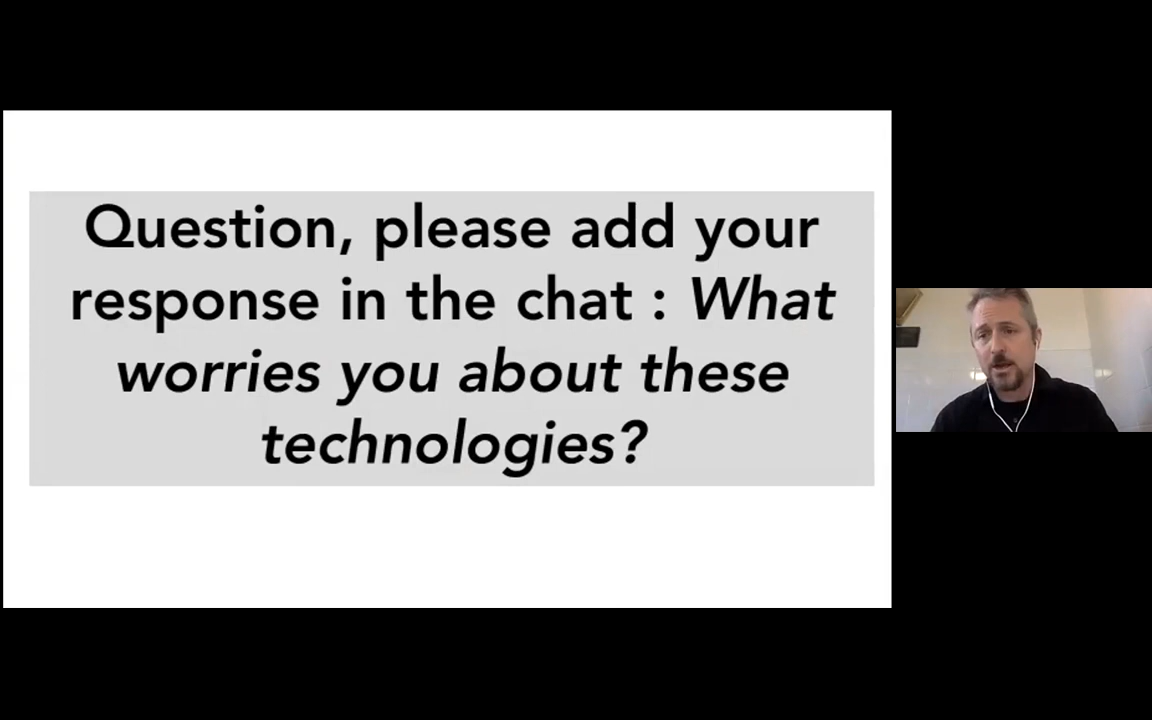 Question, please add your
response in the chat : What
worries you about these
technologies?